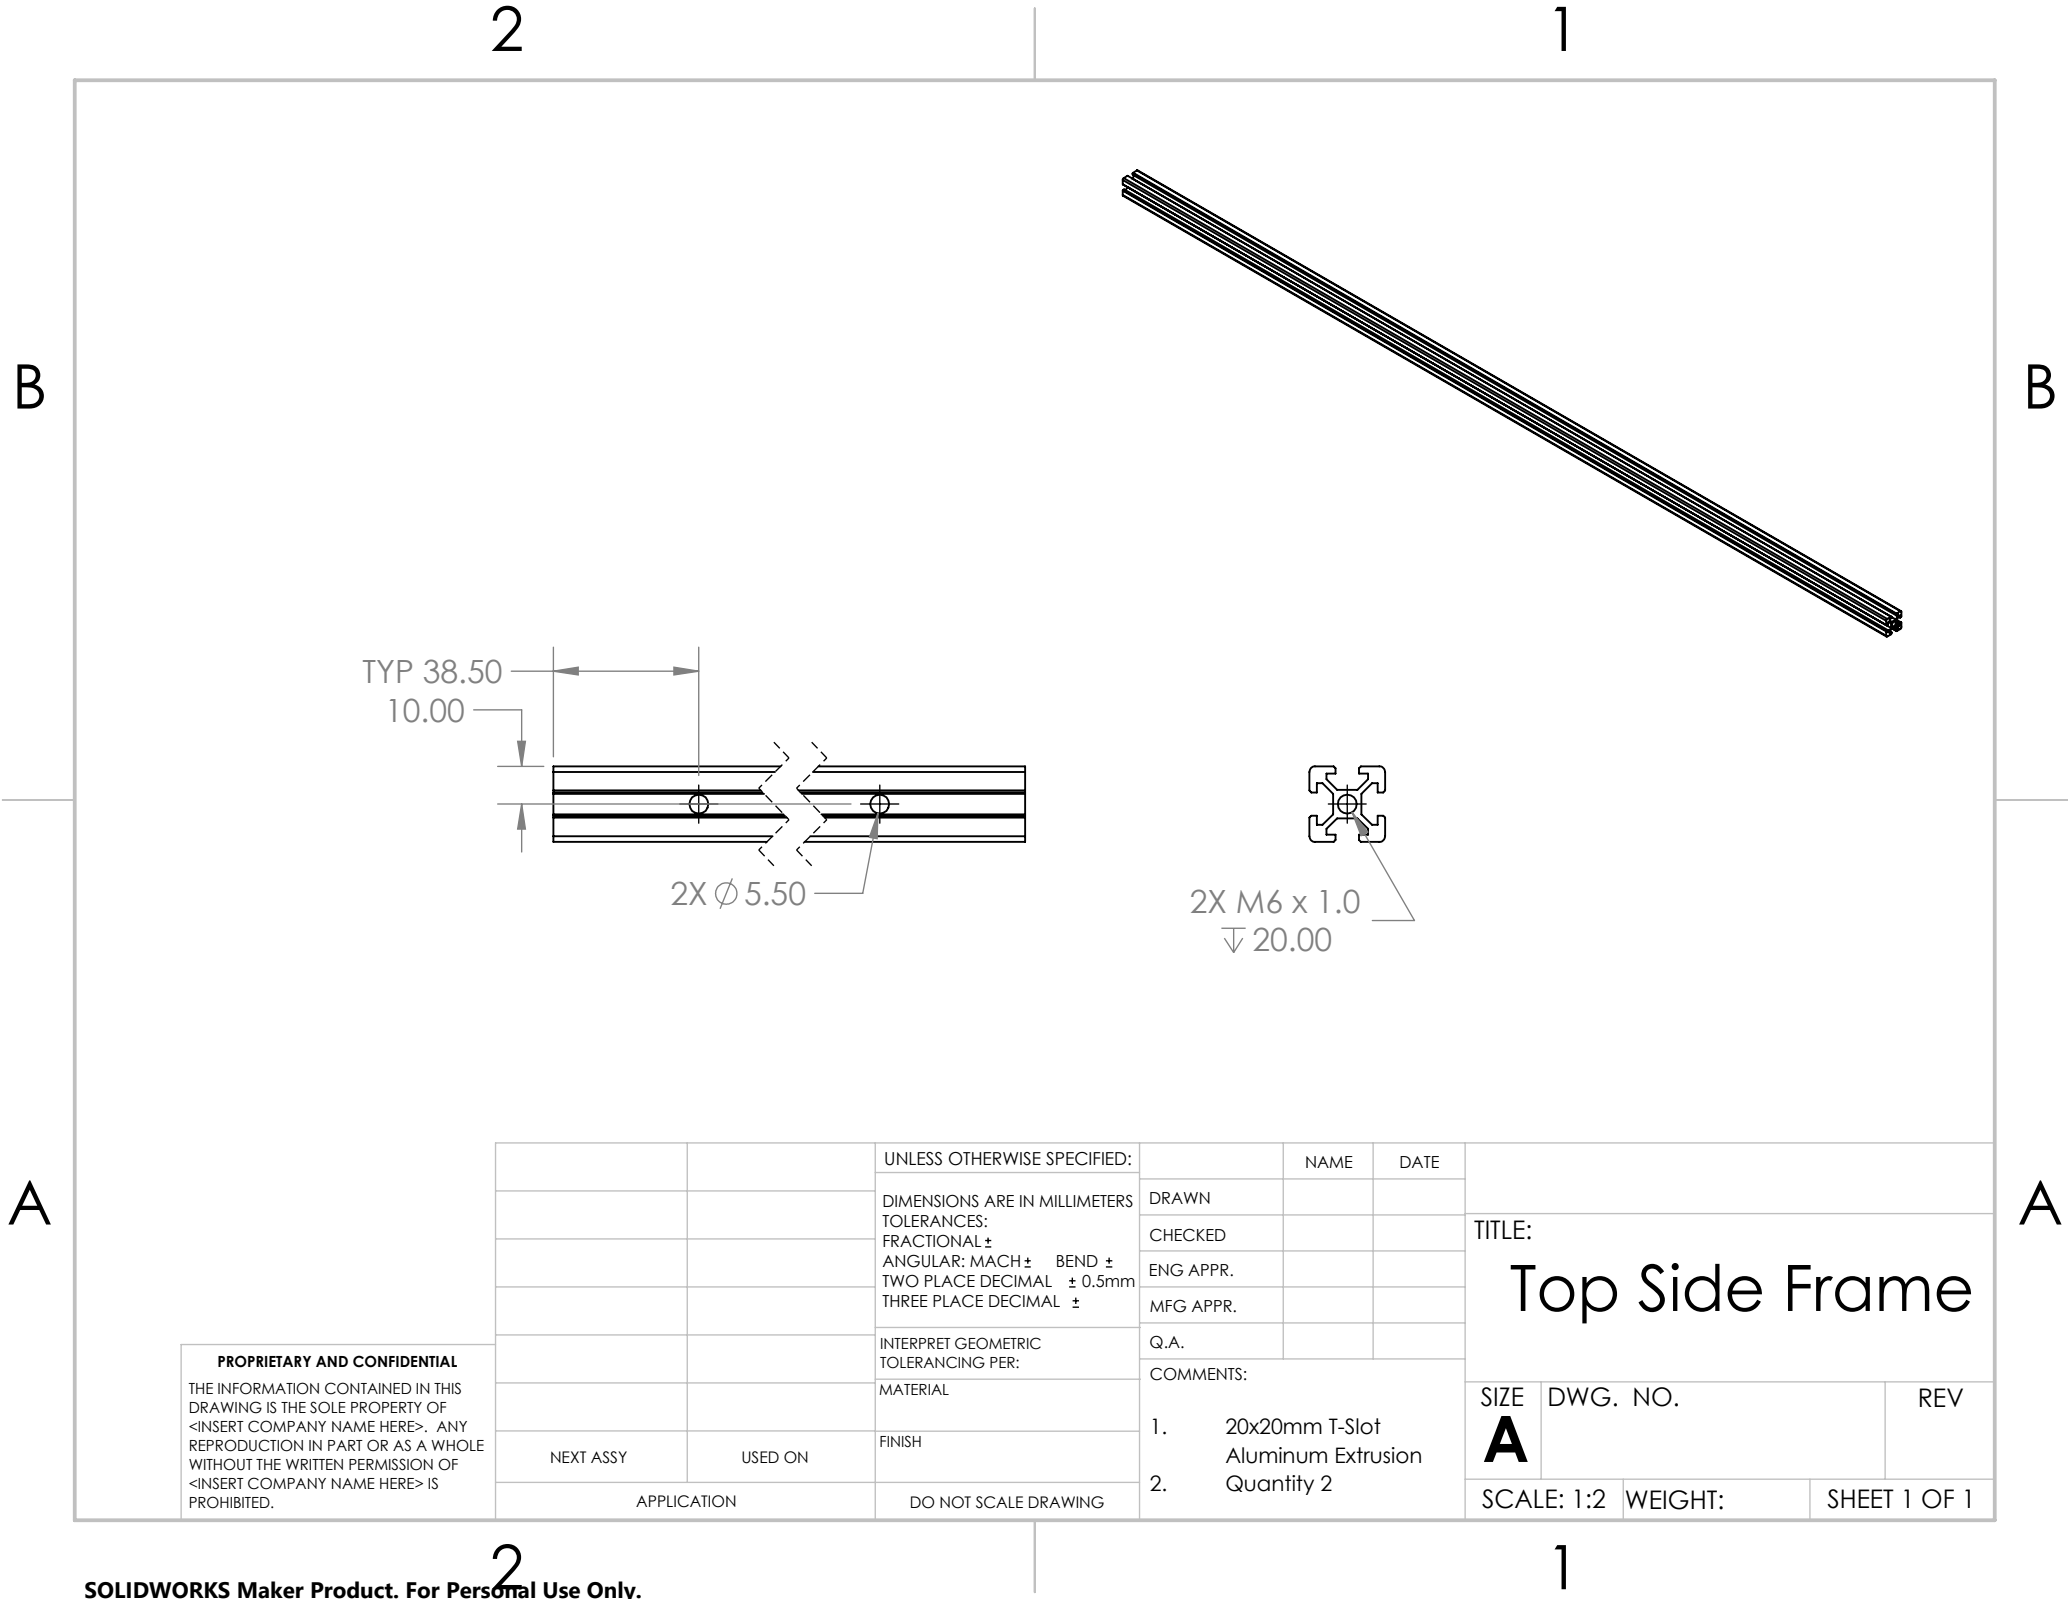 2
1
B
B
TYP 38.50
10.00
2X ∅ 5.50
2X M6 x 1.0
↧ 20.00
A
A
UNLESS OTHERWISE SPECIFIED:
DIMENSIONS ARE IN MILLIMETERS
TOLERANCES:
FRACTIONAL ±
ANGULAR: MACH ± BEND ±
TWO PLACE DECIMAL ± 0.5mm
THREE PLACE DECIMAL ±
INTERPRET GEOMETRIC
TOLERANCING PER:
MATERIAL
FINISH
DO NOT SCALE DRAWING
NAME DATE
DRAWN
CHECKED
ENG APPR.
MFG APPR.
Q.A.
COMMENTS:
1. 20x20mm T-Slot
Aluminum Extrusion
2. Quantity 2
TITLE:
Top Side Frame
SIZE DWG. NO. REV
A
SCALE: 1:2 WEIGHT: SHEET 1 OF 1
PROPRIETARY AND CONFIDENTIAL
THE INFORMATION CONTAINED IN THIS
DRAWING IS THE SOLE PROPERTY OF
<INSERT COMPANY NAME HERE>. ANY
REPRODUCTION IN PART OR AS A WHOLE
WITHOUT THE WRITTEN PERMISSION OF
<INSERT COMPANY NAME HERE> IS
PROHIBITED.
NEXT ASSY USED ON
APPLICATION
2
1
SOLIDWORKS Maker Product. For Personal Use Only.